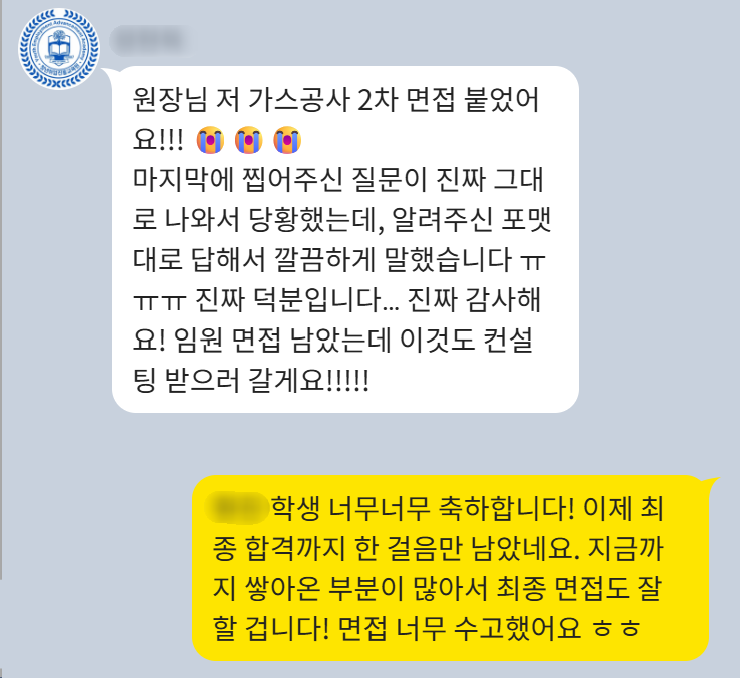 원장님 저 가스공사 2차 면접 붙었어
요!!! 😭 😭 😭
마지막에 찝어주신 질문이 진짜 그대
로 나와서 당황했는데, 알려주신 포맷
대로 답해서 깔끔하게 말했습니다 ㅠ
ㅠㅠ 진짜 덕분입니다... 진짜 감사해
요! 임원 면접 남았는데 이것도 컨설
팅 받으러 갈게요!!!!!
학생 너무너무 축하합니다! 이제 최
종 합격까지 한 걸음만 남았네요. 지금까
지 쌓아온 부분이 많아서 최종 면접도 잘
할 겁니다! 면접 너무 수고했어요 ㅎㅎ